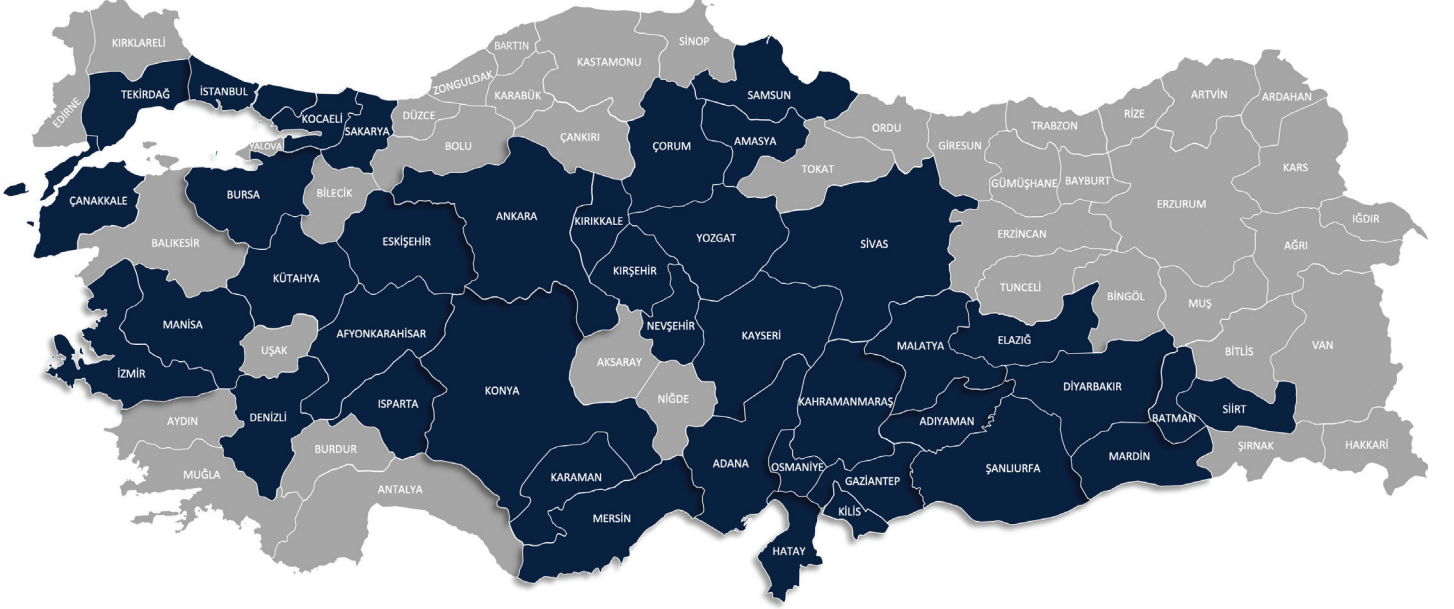 KIRKLARELİ
EDİRNE
TEKİRDAĞ
İSTANBUL
KOCAELİ
SAKARYA
YALOVA
DÜZCE
ZONGULDAK
BARTIN
KARABÜK
KASTAMONU
SİNOP
BOLU
ÇANKIRI
ÇORUM
SAMSUN
AMASYA
TOKAT
ORDU
GİRESUN
TRABZON
RİZE
ARTVİN
ARDAHAN
GÜMÜŞHANE
BAYBURT
ERZURUM
KARS
IĞDIR
AĞRI
ÇANAKKALE
BURSA
BİLECİK
BALIKESİR
KÜTAHYA
ESKİŞEHİR
ANKARA
KIRIKKALE
KIRŞEHİR
YOZGAT
SİVAS
ERZİNCAN
TUNCELİ
BİNGÖL
MUŞ
BİTLİS
VAN
MANİSA
İZMİR
UŞAK
AFYONKARAHİSAR
KONYA
AKSARAY
NEVŞEHİR
KAYSERİ
NİĞDE
MALATYA
ELAZIĞ
DİYARBAKIR
BATMAN
SİİRT
ŞIRNAK
HAKKARİ
AYDIN
DENİZLİ
ISPARTA
BURDUR
MUĞLA
ANTALYA
KARAMAN
MERSİN
ADANA
KAHRAMANMARAŞ
OSMANİYE
GAZİANTEP
KİLİS
HATAY
ADIYAMAN
ŞANLIURFA
MARDİN